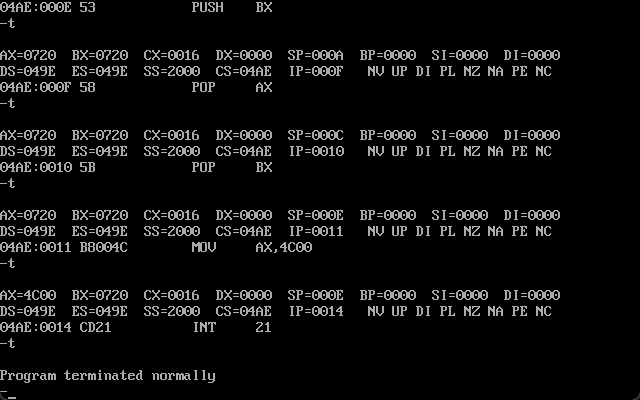 04AE:000E 53            PUSH    BX
-t

AX=0720  BX=0720  CX=0016  DX=0000  SP=000A  BP=0000  SI=0000  DI=0000
DS=049E  ES=049E  SS=2000  CS=04AE  IP=000F   NV UP DI PL NZ NA PE NC
04AE:000F 58            POP     AX
-t

AX=0720  BX=0720  CX=0016  DX=0000  SP=000C  BP=0000  SI=0000  DI=0000
DS=049E  ES=049E  SS=2000  CS=04AE  IP=0010   NV UP DI PL NZ NA PE NC
04AE:0010 5B            POP     BX
-t

AX=0720  BX=0720  CX=0016  DX=0000  SP=000E  BP=0000  SI=0000  DI=0000
DS=049E  ES=049E  SS=2000  CS=04AE  IP=0011   NV UP DI PL NZ NA PE NC
04AE:0011 B8004C        MOV     AX,4C00
-t

AX=4C00  BX=0720  CX=0016  DX=0000  SP=000E  BP=0000  SI=0000  DI=0000
DS=049E  ES=049E  SS=2000  CS=04AE  IP=0014   NV UP DI PL NZ NA PE NC
04AE:0014 CD21          INT     21
-t

Program terminated normally
-_